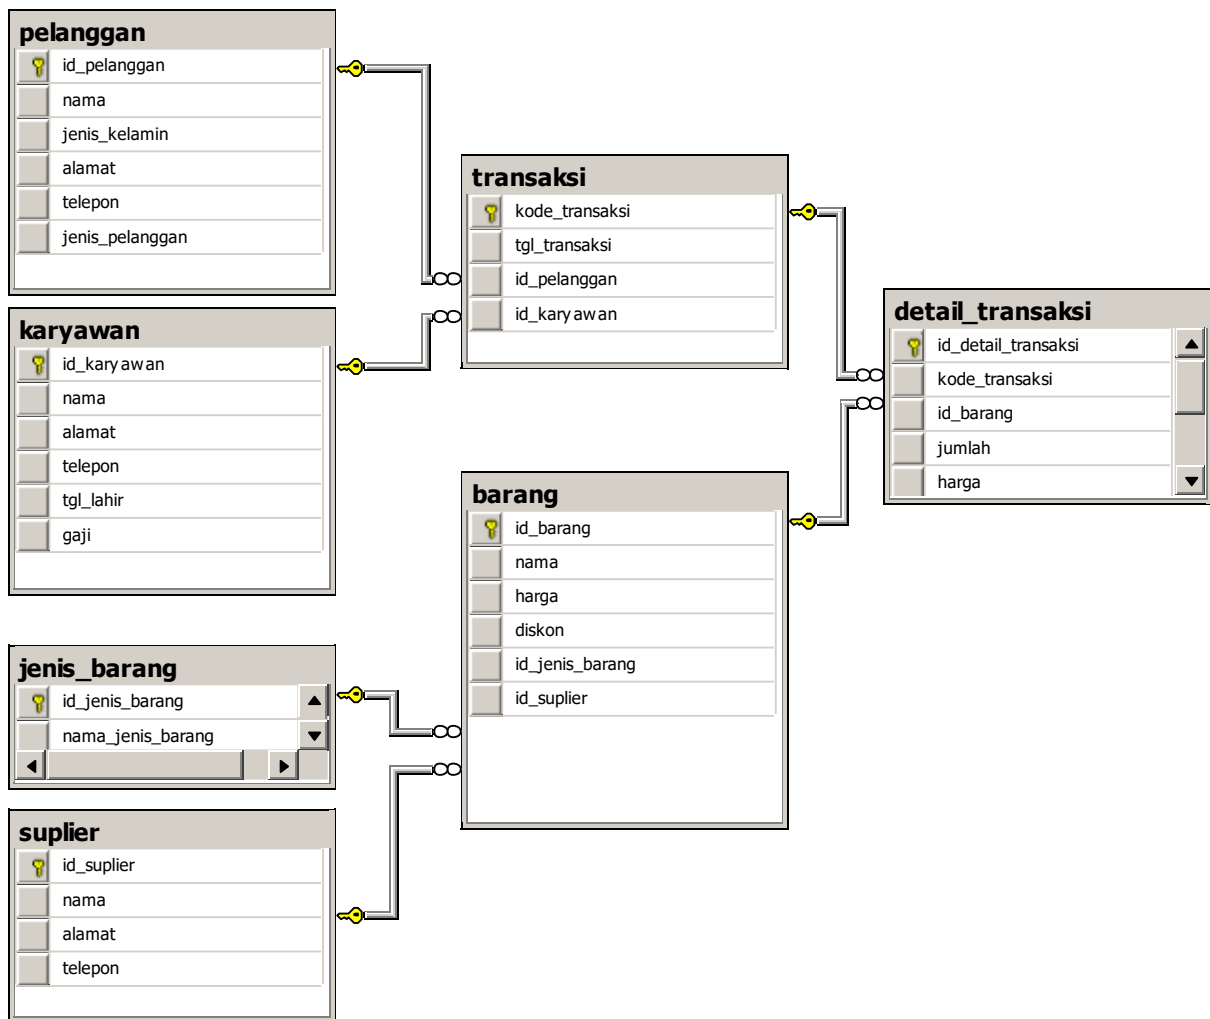 pelanggan
id_pelanggan
nama
jenis_kelamin
alamat
telepon
jenis_pelanggan
karyawan
id_karyawan
nama
alamat
telepon
tgl_lahir
gaji
jenis_barang
id_jenis_barang
nama_jenis_barang
suplier
id_suplier
nama
alamat
telepon
transaksi
kode_transaksi
tgl_transaksi
id_pelanggan
id_karyawan
barang
id_barang
nama
harga
diskon
id_jenis_barang
id_suplier
detail_transaksi
id_detail_transaksi
kode_transaksi
id_barang
jumlah
harga